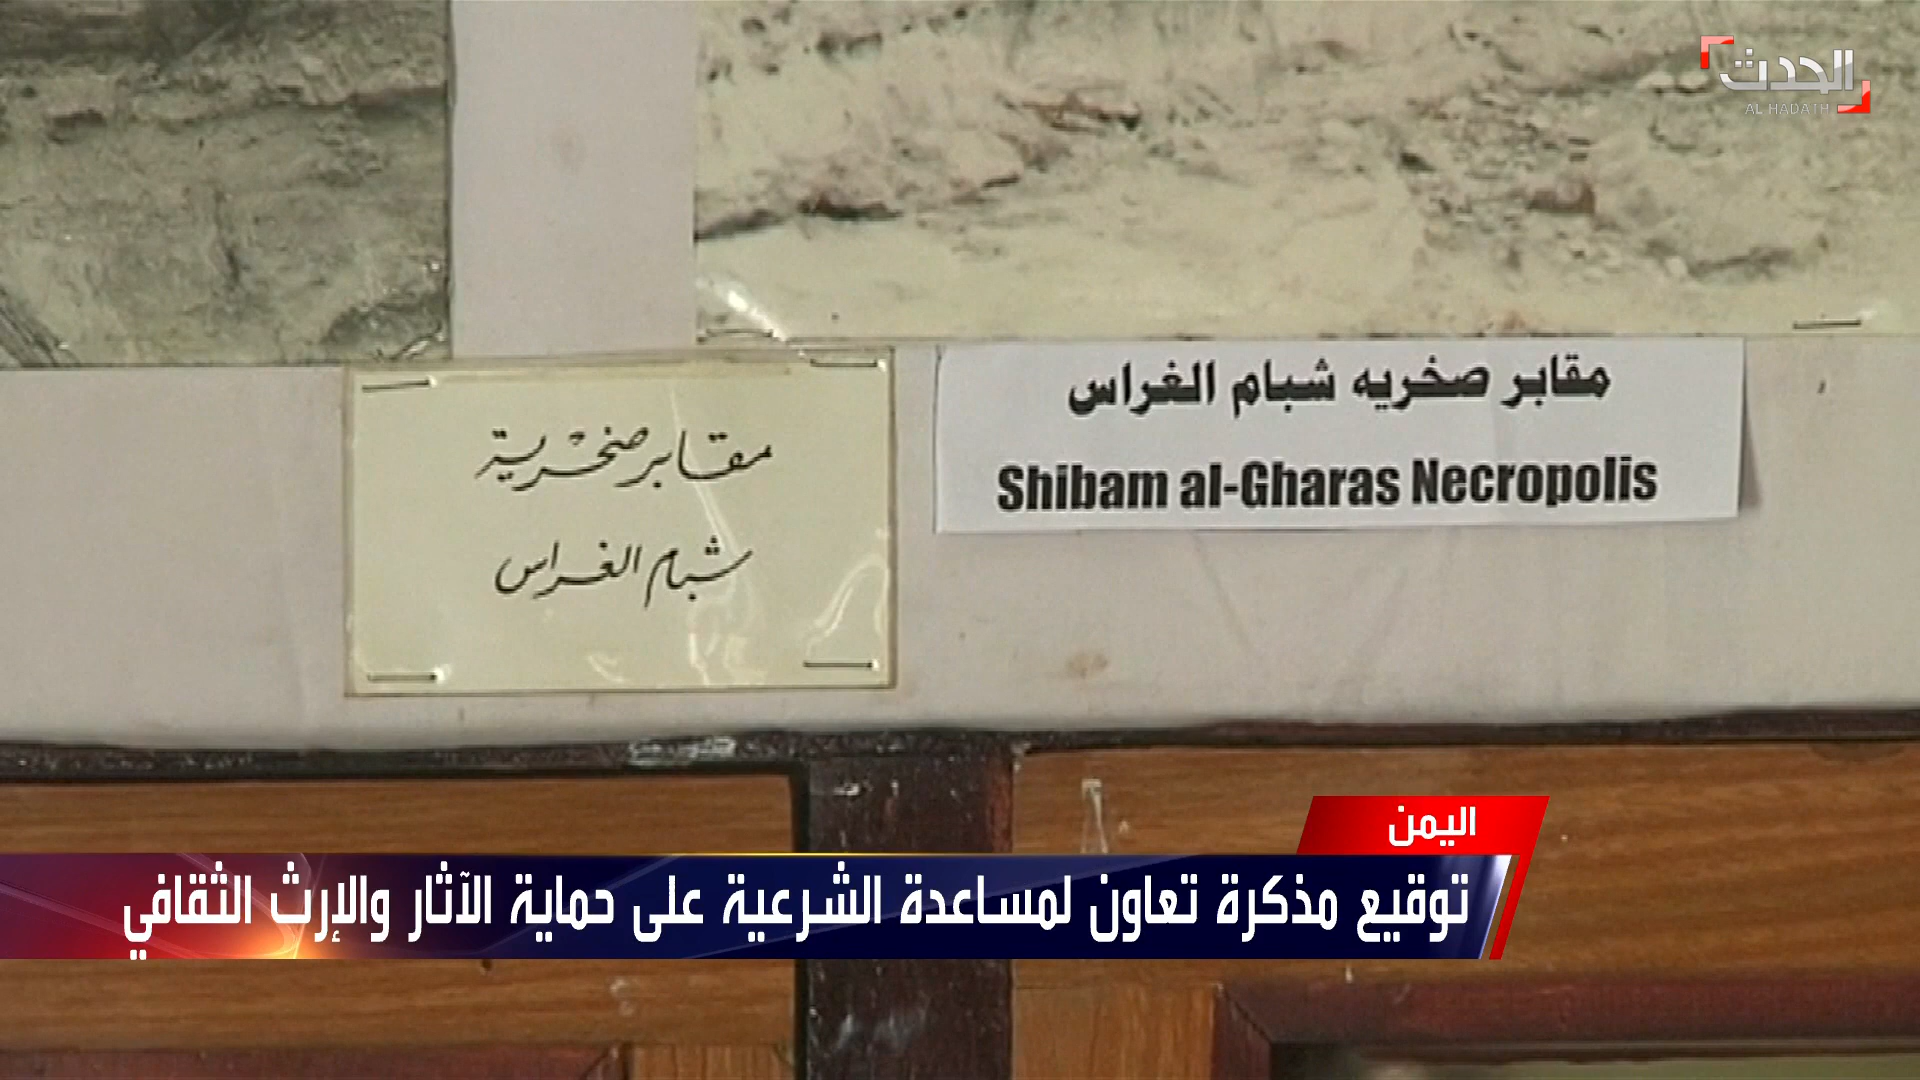 الحدث
AL HADATH
مقابر صخريه شبام الغراس
Shibam al-Gharas Necropolis
مقابر صخرية
شبام الغراس
اليمن
توقيع مذكرة تعاون لمساعدة الشرعية على حماية الآثار والإرث الثقافي